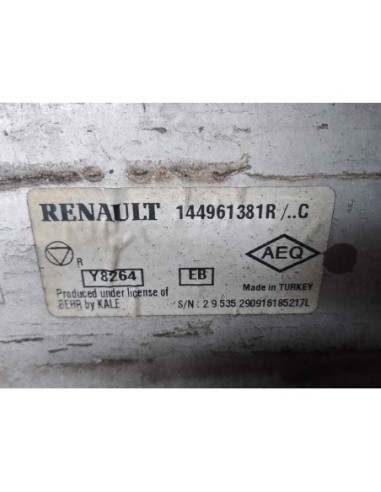 RENAULT 144961381R /..C
R
AEQ
Y8264 EB
Produced under license of Made in TURKEY
BEHR by KALE S/N : 2 9 535 290916185217L